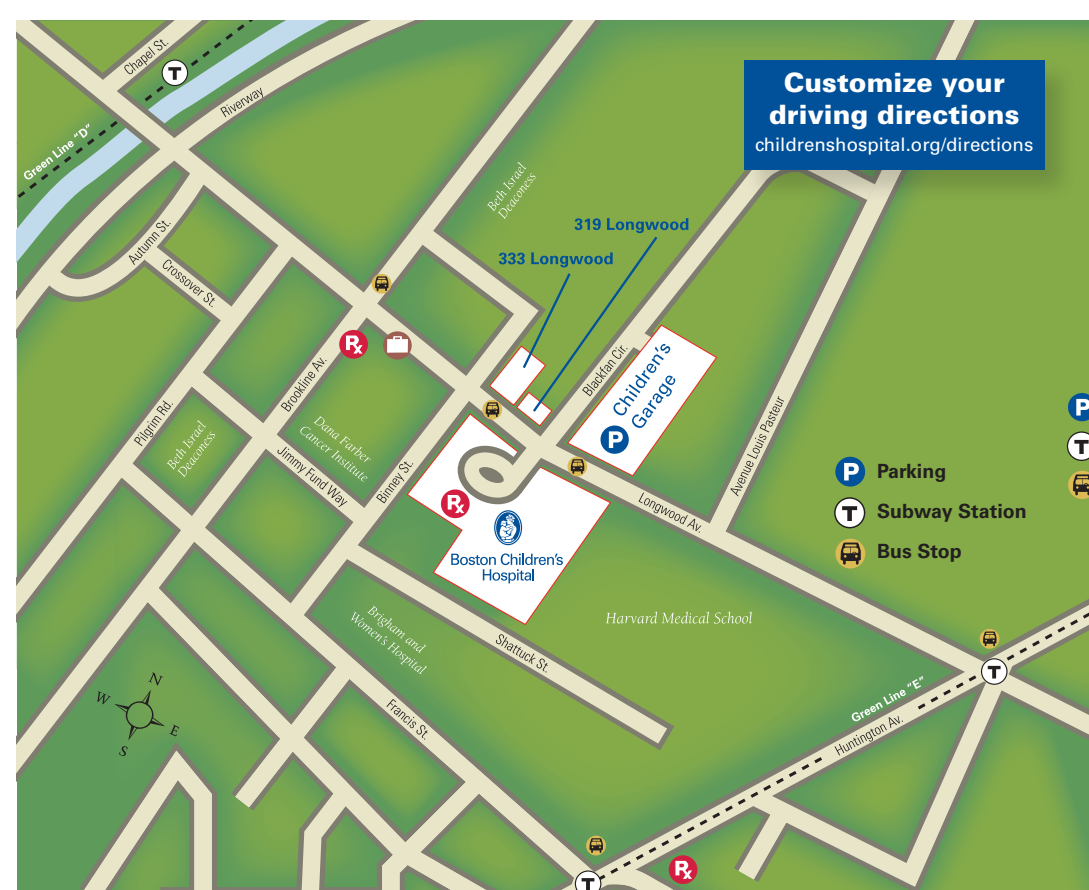 Customize your
driving directions
childrenshospital.org/directions
Chapel St.
T
Riverway
Green Line "D"
Beth Israel
Deaconess
319 Longwood
333 Longwood
Autumn St.
Crossover St.
Rx
Blackfan Cir.
Children's
Garage
P
Brookline Av.
Pilgrim Rd.
Beth Israel
Deaconess
Dana Farber
Cancer Institute
Jimmy Fund Way
Binney St.
Avenue Louis Pasteur
Longwood Av.
Rx
Boston Children's
Hospital
P Parking
T Subway Station
Bus Stop
P
T
Harvard Medical School
Brigham and
Women's Hospital
Shattuck St.
T
Green Line "E"
Huntington Av.
Francis St.
N
W
E
S
Rx
T